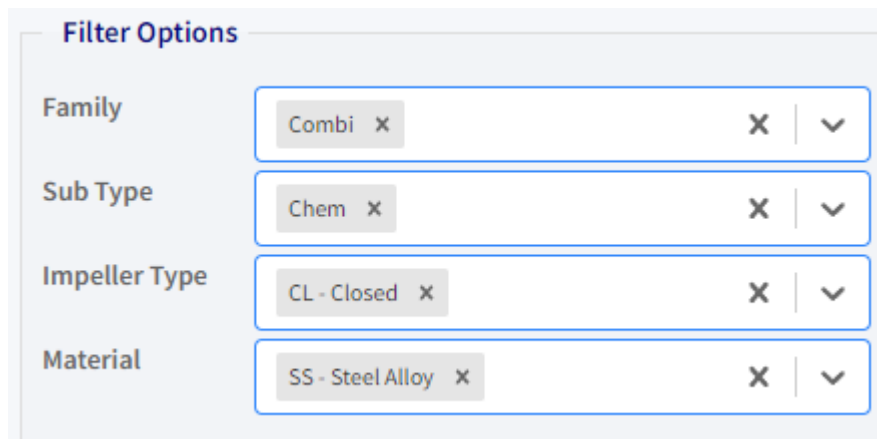 Filter Options
Family
Combi
Sub Type
Chem
Impeller Type
CL - Closed
Material
SS - Steel Alloy